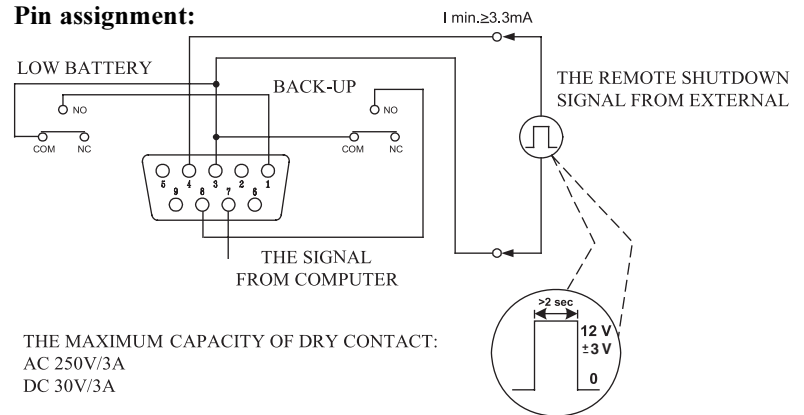 Pin assignment:
I min.≥3.3mA
LOW BATTERY
BACK-UP
THE REMOTE SHUTDOWN
SIGNAL FROM EXTERNAL
NO
NO
COM
NC
COM
NC
5
4
3
2
1
9
8
7
6
THE SIGNAL
FROM COMPUTER
>2 sec
12 V
±3 V
0
THE MAXIMUM CAPACITY OF DRY CONTACT:
AC 250V/3A
DC 30V/3A